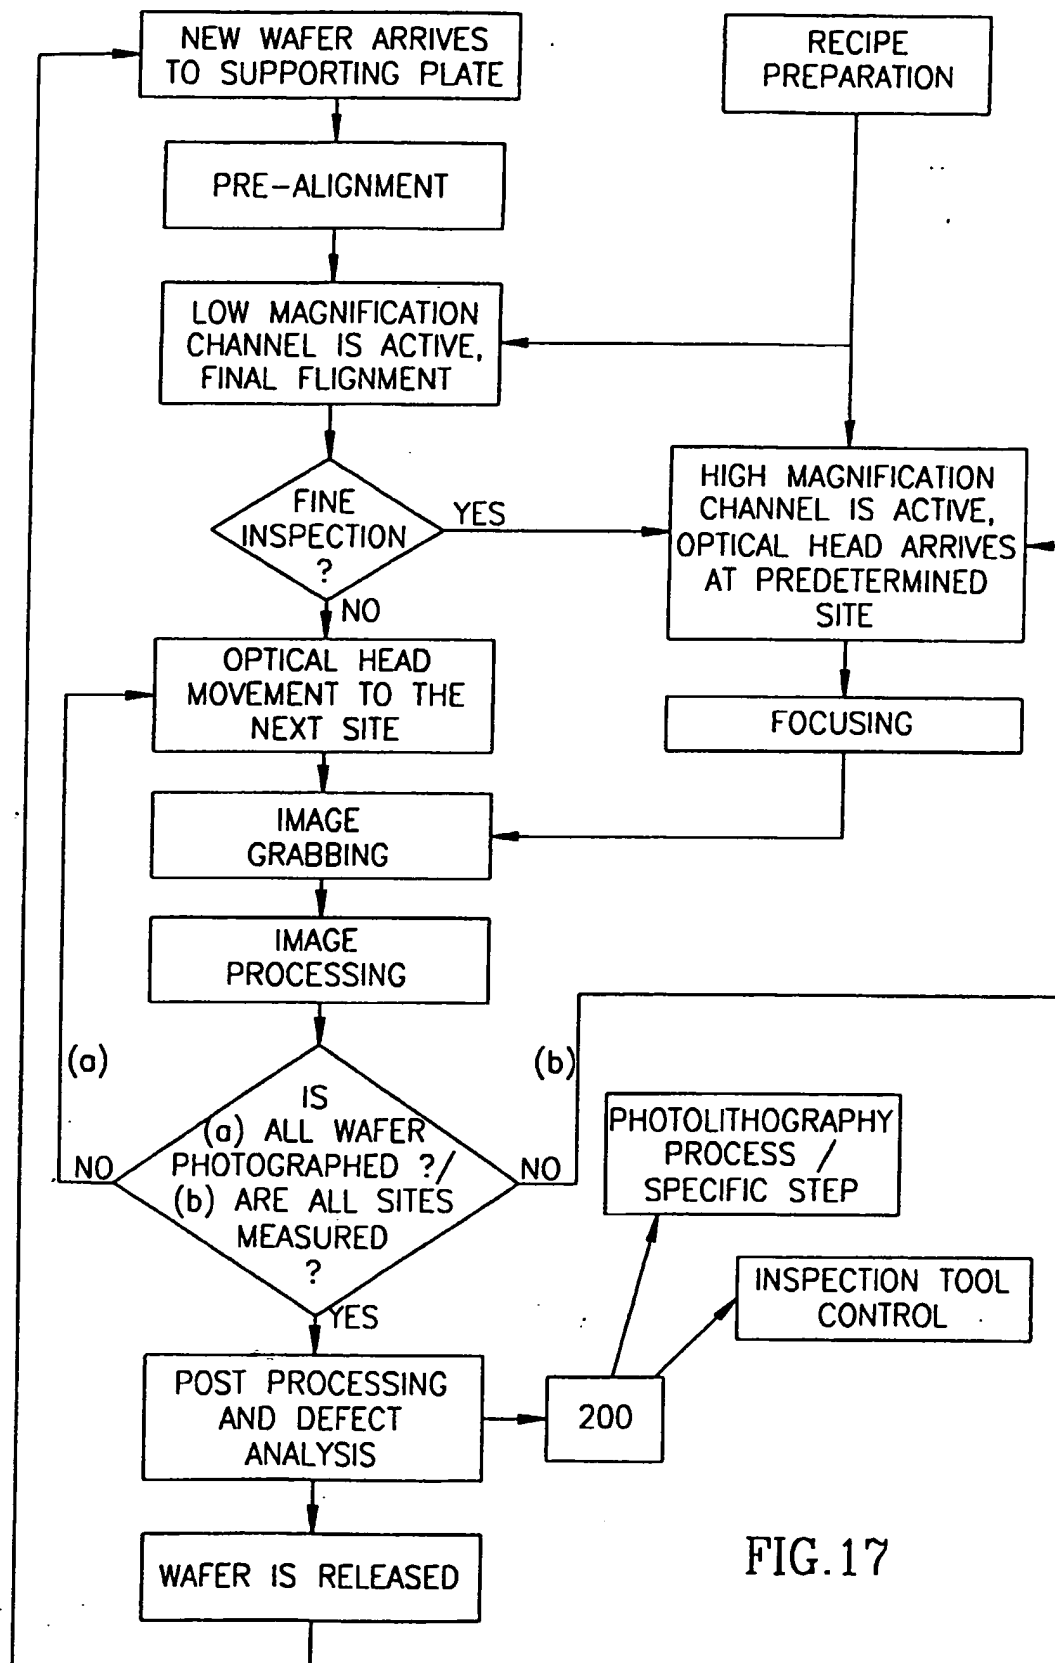 NEW WAFER ARRIVES
TO SUPPORTING PLATE
RECIPE
PREPARATION
PRE-ALIGNMENT
LOW MAGNIFICATION
CHANNEL IS ACTIVE,
FINAL FLIGNMENT
FINE
INSPECTION
?
YES
NO
HIGH MAGNIFICATION
CHANNEL IS ACTIVE,
OPTICAL HEAD ARRIVES
AT PREDETERMINED
SITE
OPTICAL HEAD
MOVEMENT TO THE
NEXT SITE
FOCUSING
IMAGE
GRABBING
IMAGE
PROCESSING
(a)
(b)
IS
(a) ALL WAFER
PHOTOGRAPHED ?/
(b) ARE ALL SITES
MEASURED
?
NO
NO
YES
PHOTOLITHOGRAPHY
PROCESS /
SPECIFIC STEP
INSPECTION TOOL
CONTROL
POST PROCESSING
AND DEFECT
ANALYSIS
200
WAFER IS RELEASED
FIG.17